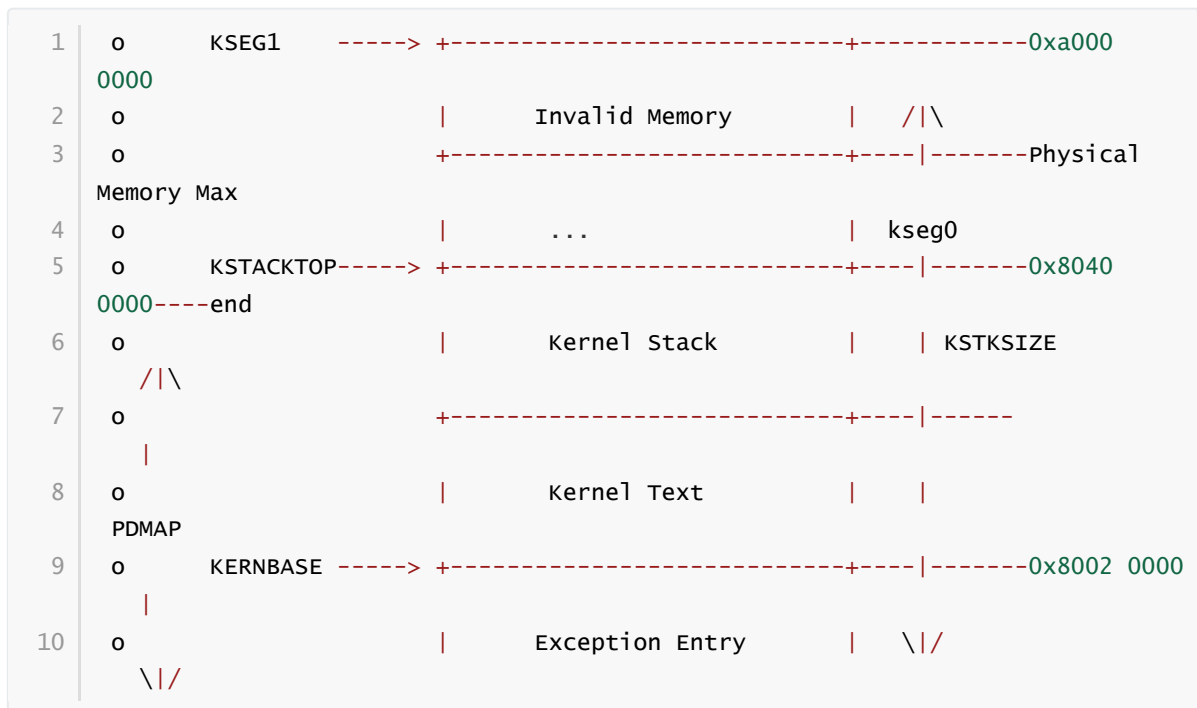 1 o       KSEG1    -----> +----------------------------+------------0xa000
0000
2 o                       |      Invalid Memory        |   /|\
3 o                       +----------------------------+----|-------Physical
Memory Max
4 o                       |       ...                  |  kseg0
5 o       KSTACKTOP-----> +----------------------------+----|-------0x8040
0000----end
6 o                       |       Kernel Stack         |    | KSTKSIZE
/|\
7 o                       +----------------------------+----|------
|
8 o                       |       Kernel Text          |    |
PDMAP
9 o       KERNBASE -----> +----------------------------+----|-------0x8002 0000
|
10 o                       |      Exception Entry       |   \|/
\|/